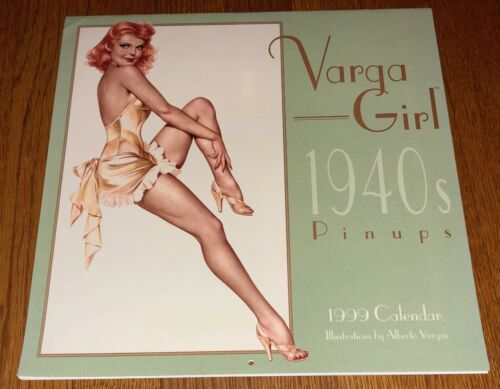 Varga
Girl™
1940s
Pinups
1999 Calendar
Illustrations by Alberto Vargas